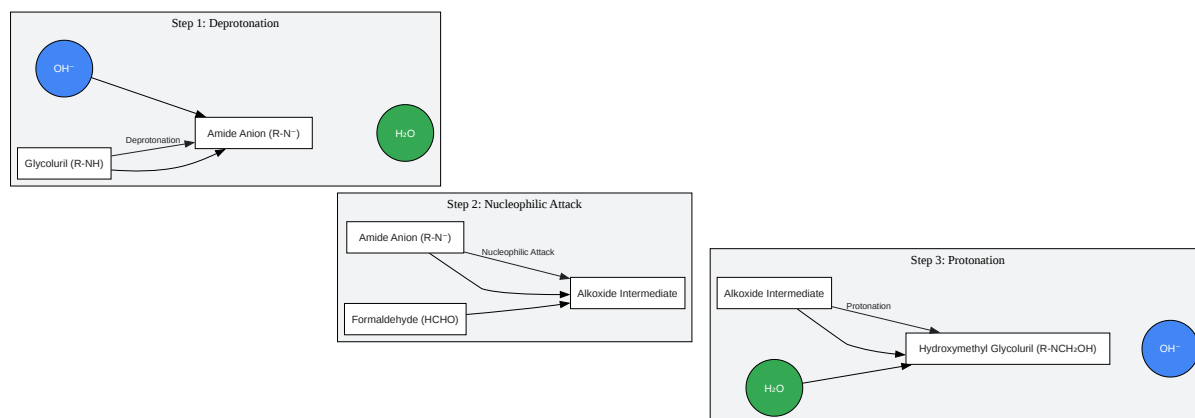 Step 1: Deprotonation
OH⁻
Deprotonation
Amide Anion (R-N⁻)
H₂O
Glycoluril (R-NH)
Step 2: Nucleophilic Attack
Amide Anion (R-N⁻)
Nucleophilic Attack
Alkoxide Intermediate
Formaldehyde (HCHO)
Step 3: Protonation
Alkoxide Intermediate
Protonation
Hydroxymethyl Glycoluril (R-NCH₂OH)
OH⁻
H₂O